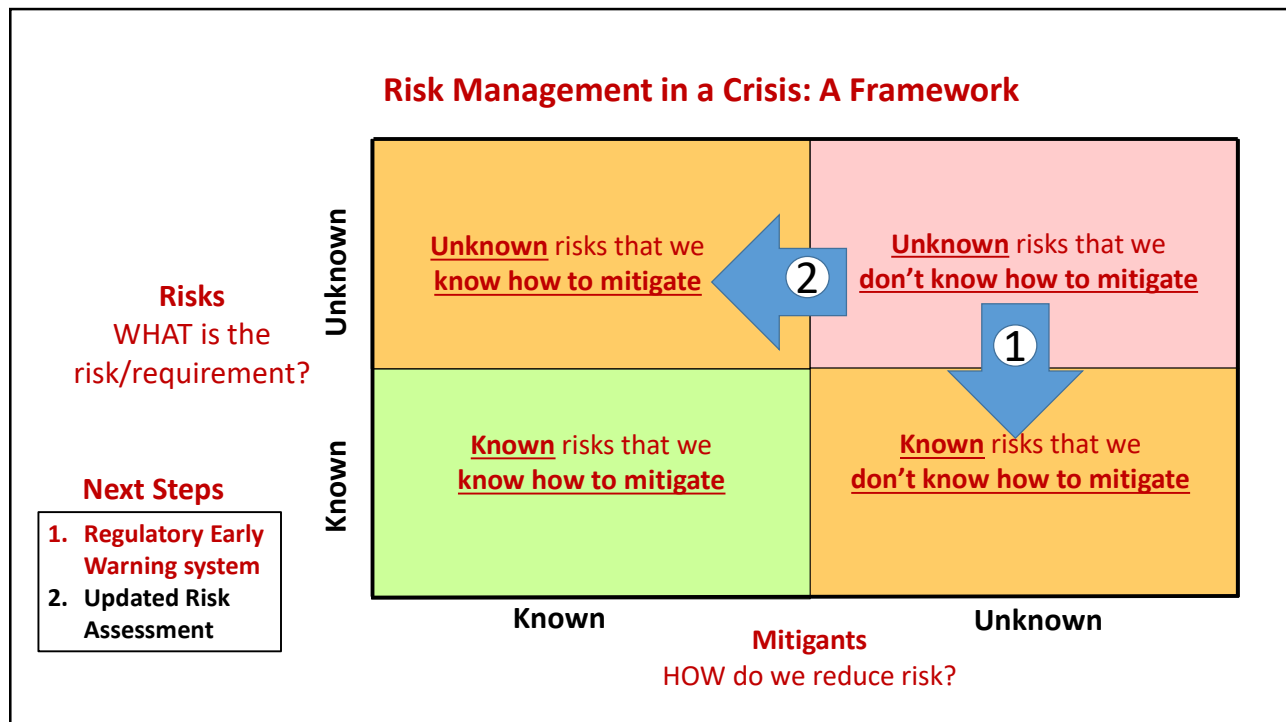 Risk Management in a Crisis: A Framework
Unknown
Unknown risks that we
know how to mitigate
2
Unknown risks that we
don’t know how to mitigate
1
Risks
WHAT is the
risk/requirement?
Known
Known risks that we
know how to mitigate
Known risks that we
don’t know how to mitigate
Next Steps
1. Regulatory Early
Warning system
2. Updated Risk
Assessment
Known
Unknown
Mitigants
HOW do we reduce risk?